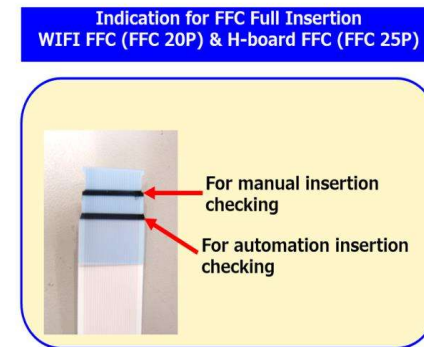 Indication for FFC Full Insertion
WIFI FFC (FFC 20P) & H-board FFC (FFC 25P)
For manual insertion
checking
For automation insertion
checking